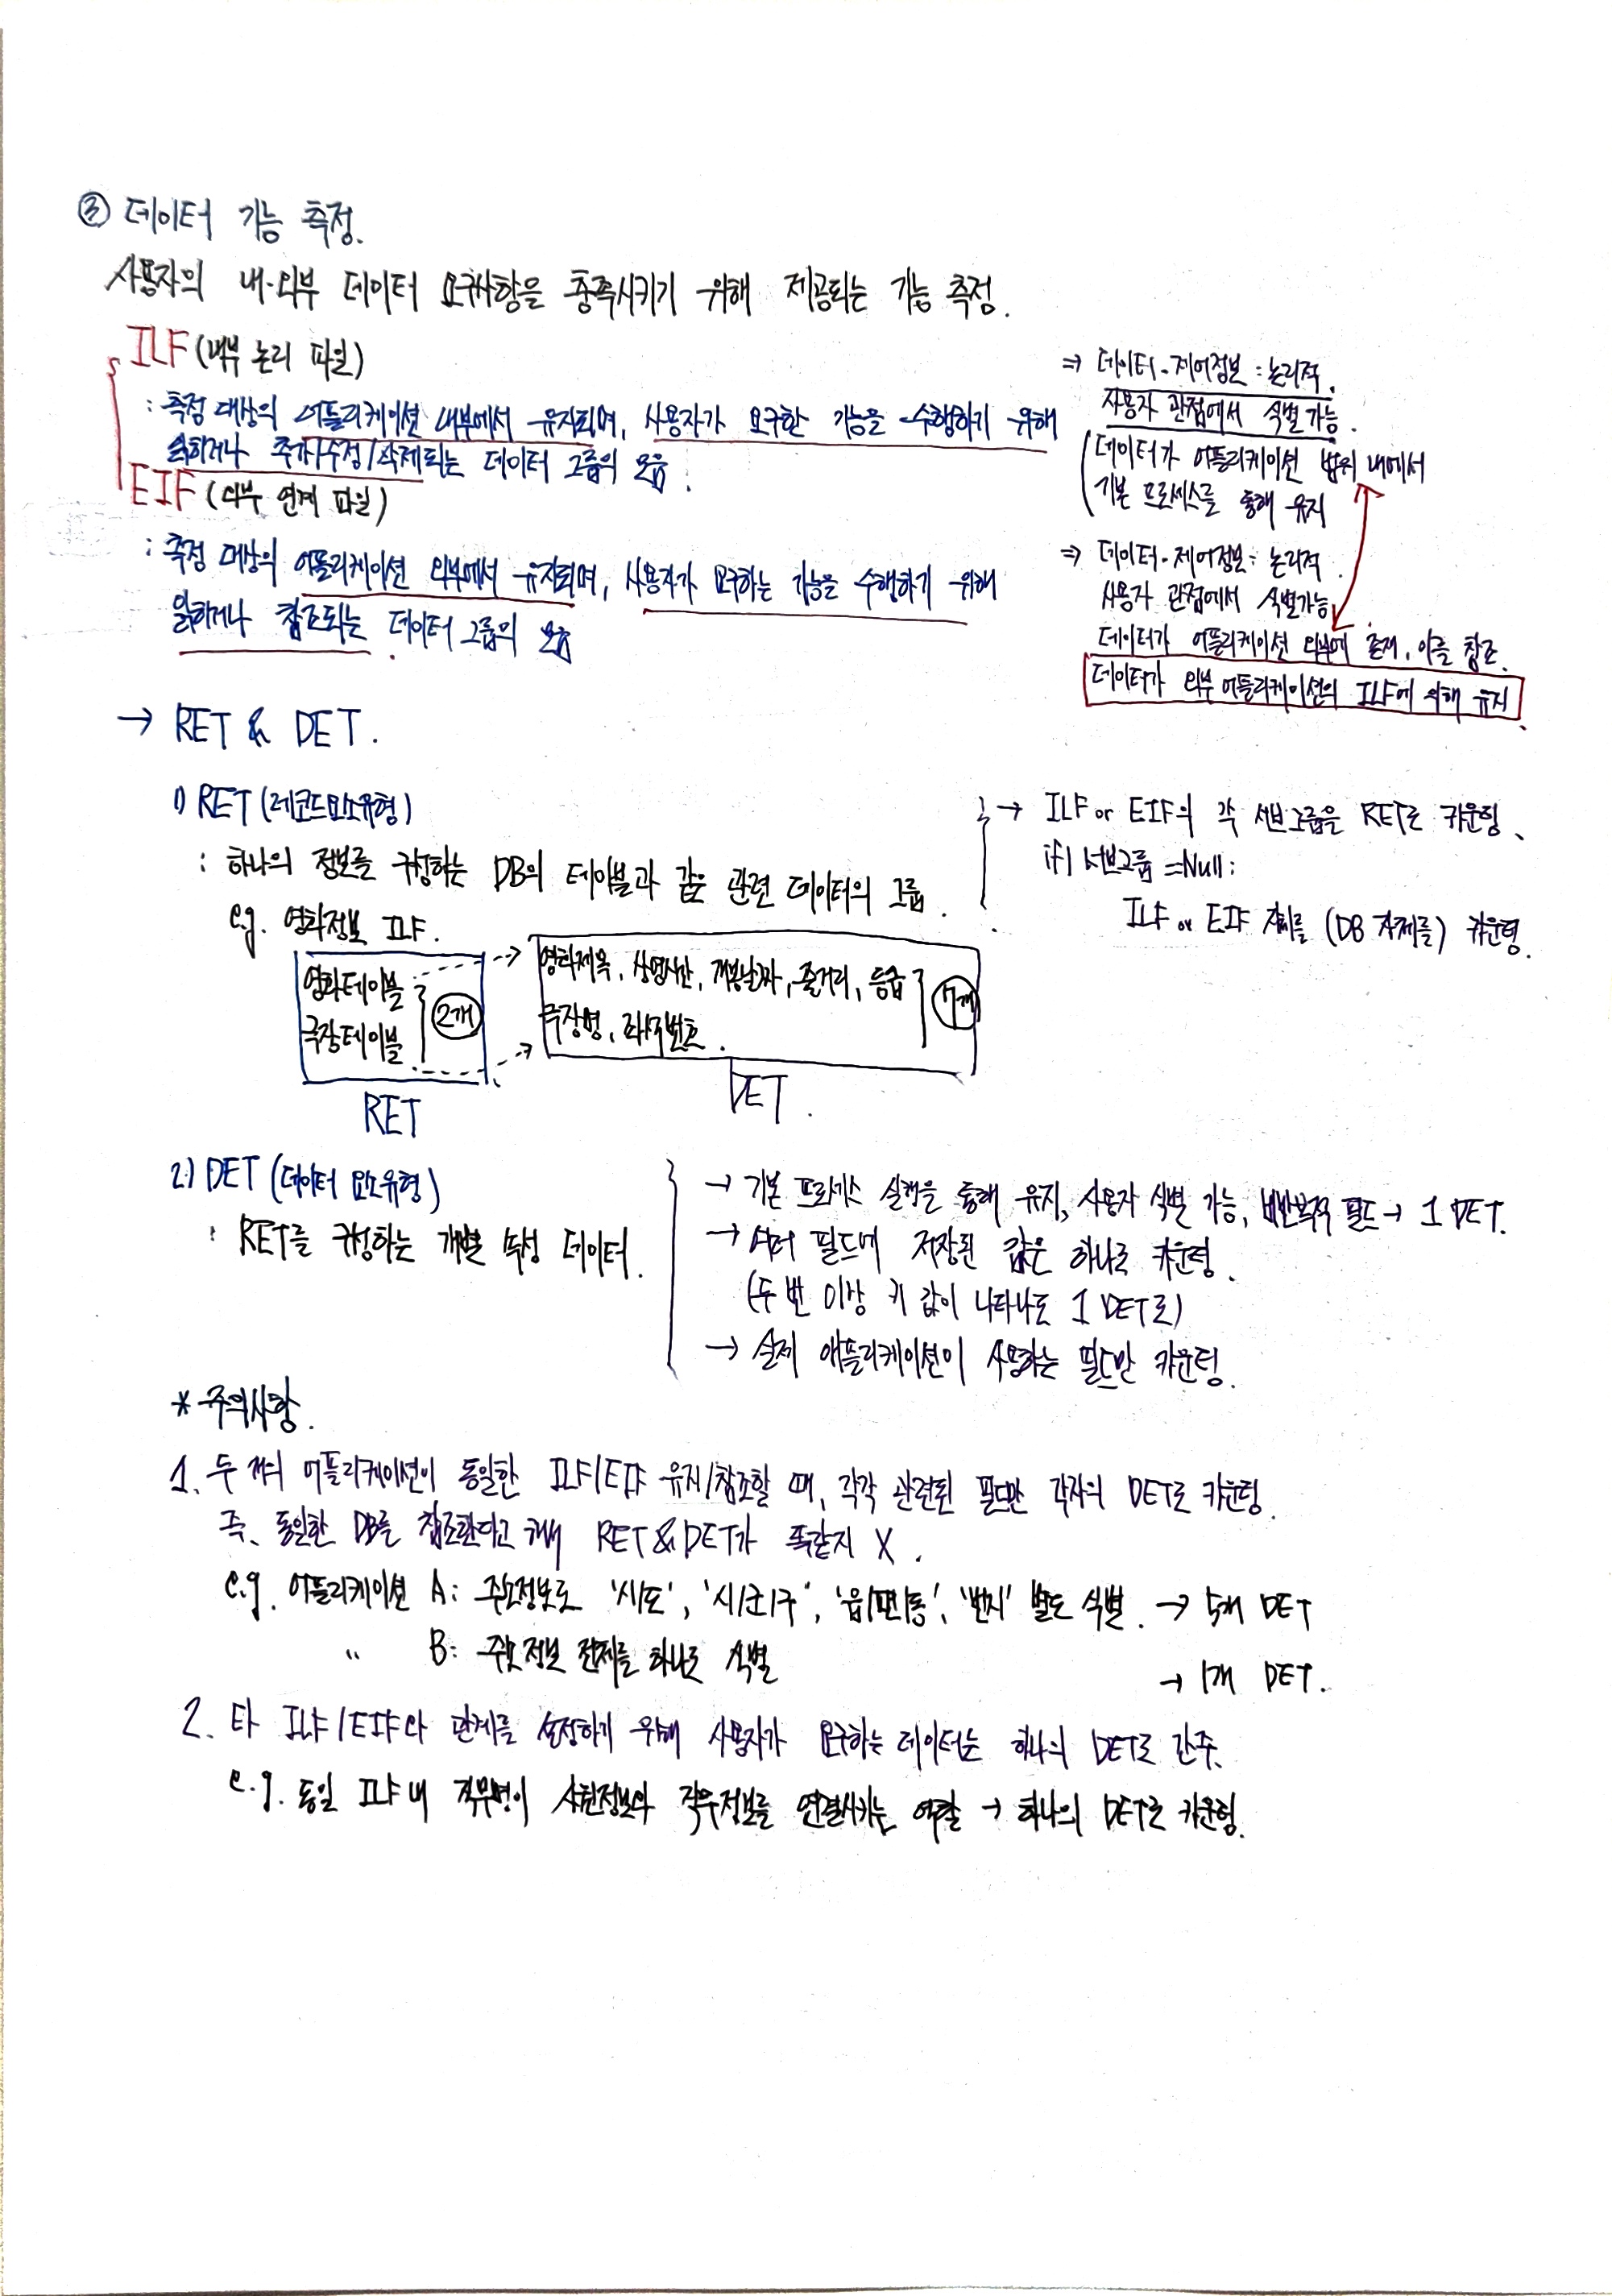 ③ 데이터 기능 측정.
사용자의 내·외부 데이터 요구사항을 충족시키기 위해 제공되는 기능 측정.
ILF (내부 논리 파일)
: 측정 대상의 어플리케이션 내부에서 유지되며, 사용자가 요구한 기능을 수행하기 위해
읽히거나 추가/수정/삭제되는 데이터 그룹의 모음.
EIF (외부 연계 파일)
: 측정 대상의 어플리케이션 외부에서 유지되며, 사용자가 요구하는 기능을 수행하기 위해
읽히거나 참조되는 데이터 그룹의 모음.
⇒ 데이터·제어정보 : 논리적.
사용자 관점에서 식별 가능.
데이터가 어플리케이션 범위 내에서
기본 프로세스를 통해 유지
⇒ 데이터·제어정보 : 논리적.
사용자 관점에서 식별가능
데이터가 어플리케이션 외부에 존재, 이를 참조.
데이터가 외부 어플리케이션의 ILF에 의해 유지.
→ RET & DET.
1) RET (레코드요소유형)
: 하나의 정보를 구성하는 DB의 테이블과 같은 관련 데이터의 그룹.
→ ILF or EIF의 각 서브그룹을 RET로 카운팅.
if) 서브그룹 = Null:
ILF or EIF 자체를 (DB 자체를) 카운팅.
e.g. 영화정보 ILF.
영화테이블
극장테이블
2개
RET
영화제목, 상영시간, 개봉날짜, 줄거리, 등급
극장명, 좌석번호.
7개
DET.
2) DET (데이터 요소유형)
: RET를 구성하는 개별 속성 데이터.
→ 기본 프로세스 실행을 통해 유지, 사용자 식별 가능, 비반복적 필드 → 1 DET.
→ 여러 필드에 저장된 값은 하나로 카운팅.
(두 번 이상 키 값이 나타나도 1 DET로)
→ 실제 애플리케이션이 사용하는 필드만 카운팅.
* 주의사항.
1. 두 개의 어플리케이션이 동일한 ILF/EIF 유지/참조할 때, 각각 관련된 필드만 각자의 DET로 카운팅.
즉, 동일한 DB를 참조한다고 해서 RET & DET가 똑같지 X.
e.g. 어플리케이션 A: 주소정보로 '시/도', '시/군/구', '읍/면/동', '번지' 별도 식별. → 5개 DET
〃 B: 주소정보 전체를 하나로 식별 → 1개 DET.
2. 타 ILF/EIF와 관계를 설정하기 위해 사용자가 요구하는 데이터는 하나의 DET로 간주.
e.g. 동일 ILF 내 직무명이 사원정보와 직무정보를 연결시키는 역할 → 하나의 DET로 카운팅.